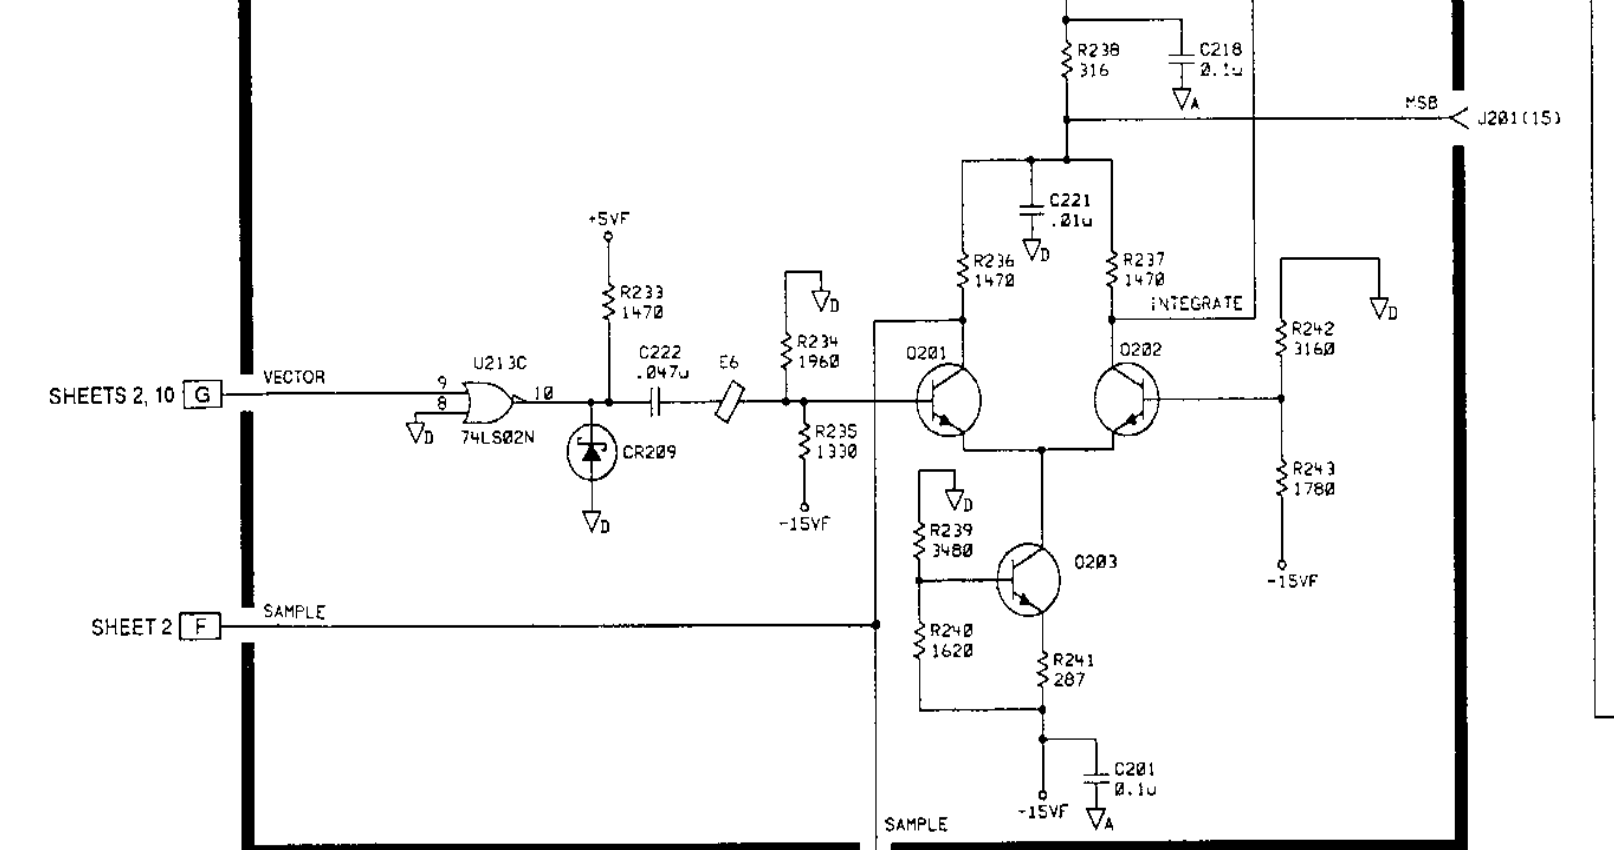 R238
316
C218
0.1u
A
MSB
J201(15)
C221
.01u
D
+5VF
R236
1470
R237
1470
INTEGRATE
R233
1470
D
D
R242
3160
R234
1960
U213C
C222
.047u
E6
Q201
Q202
SHEETS 2, 10 G
VECTOR
9
8
10
D
74LS02N
CR209
R235
1330
D
-15VF
D
R239
3480
R243
1780
Q203
-15VF
SHEET 2 F
SAMPLE
R240
1620
R241
287
C201
0.1u
-15VF
A
SAMPLE